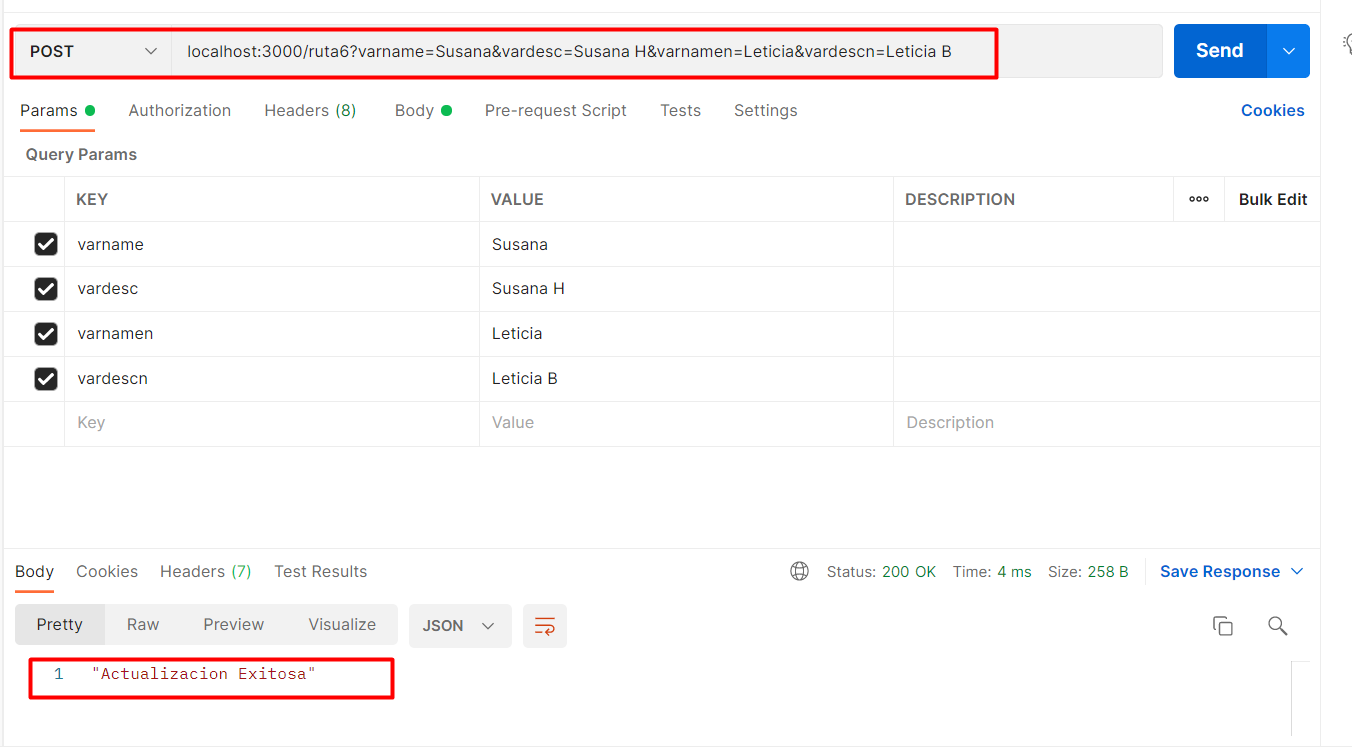 POST localhost:3000/ruta6?varname=Susana&vardesc=Susana H&varnamen=Leticia&vardescn=Leticia B Send
Params Authorization Headers (8) Body Pre-request Script Tests Settings Cookies
Query Params
KEY VALUE DESCRIPTION ooo Bulk Edit
varname Susana
vardesc Susana H
varnamen Leticia
vardescn Leticia B
Key Value Description
Body Cookies Headers (7) Test Results Status: 200 OK Time: 4 ms Size: 258 B Save Response
Pretty Raw Preview Visualize JSON
1 "Actualizacion Exitosa"